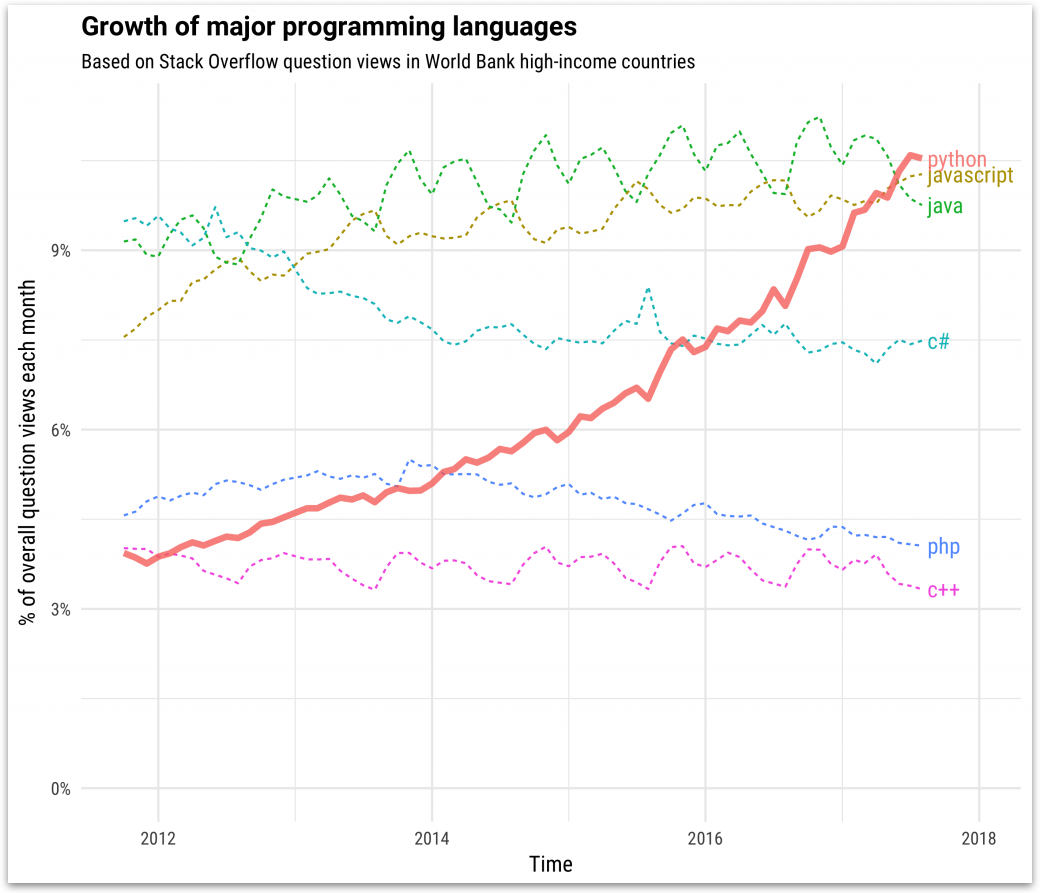 Growth of major programming languages
Based on Stack Overflow question views in World Bank high-income countries
% of overall question views each month
9%
6%
3%
0%
python
javascript
java
c#
php
c++
2012
2014
2016
2018
Time